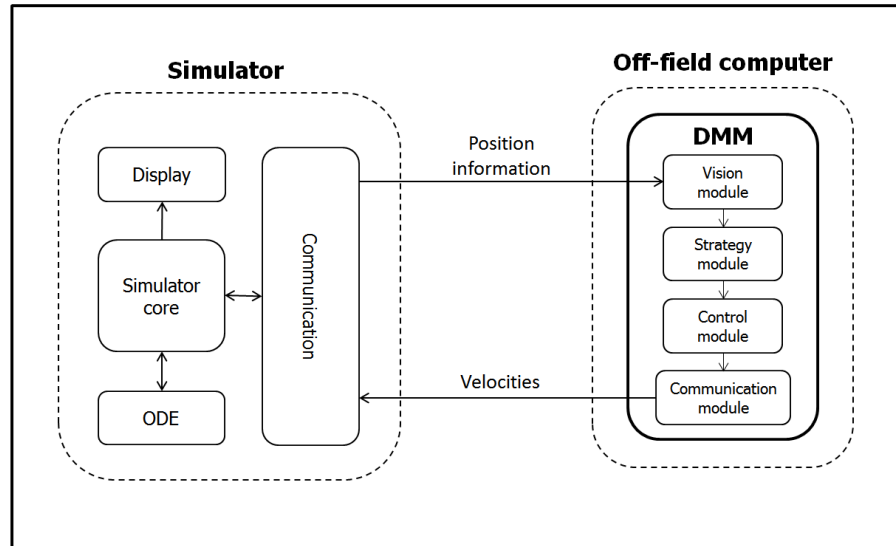 Simulator
Display
Simulator
core
ODE
Communication
Position
information
Velocities
Off-field computer
DMM
Vision
module
Strategy
module
Control
module
Communication
module